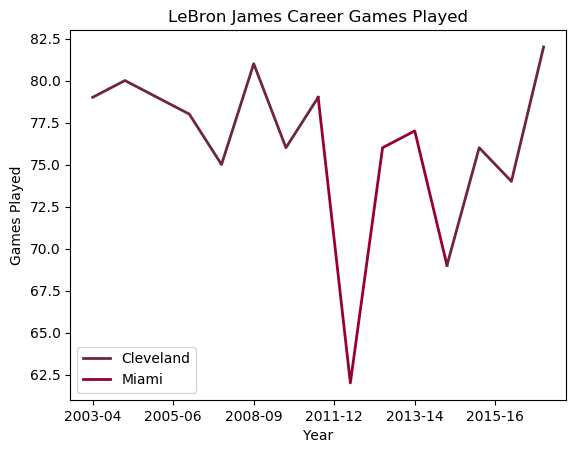 LeBron James Career Games Played
82.5
80.0
77.5
75.0
72.5
70.0
67.5
65.0
62.5
Games Played
Cleveland
Miami
2003-04 2005-06 2008-09 2011-12 2013-14 2015-16
Year